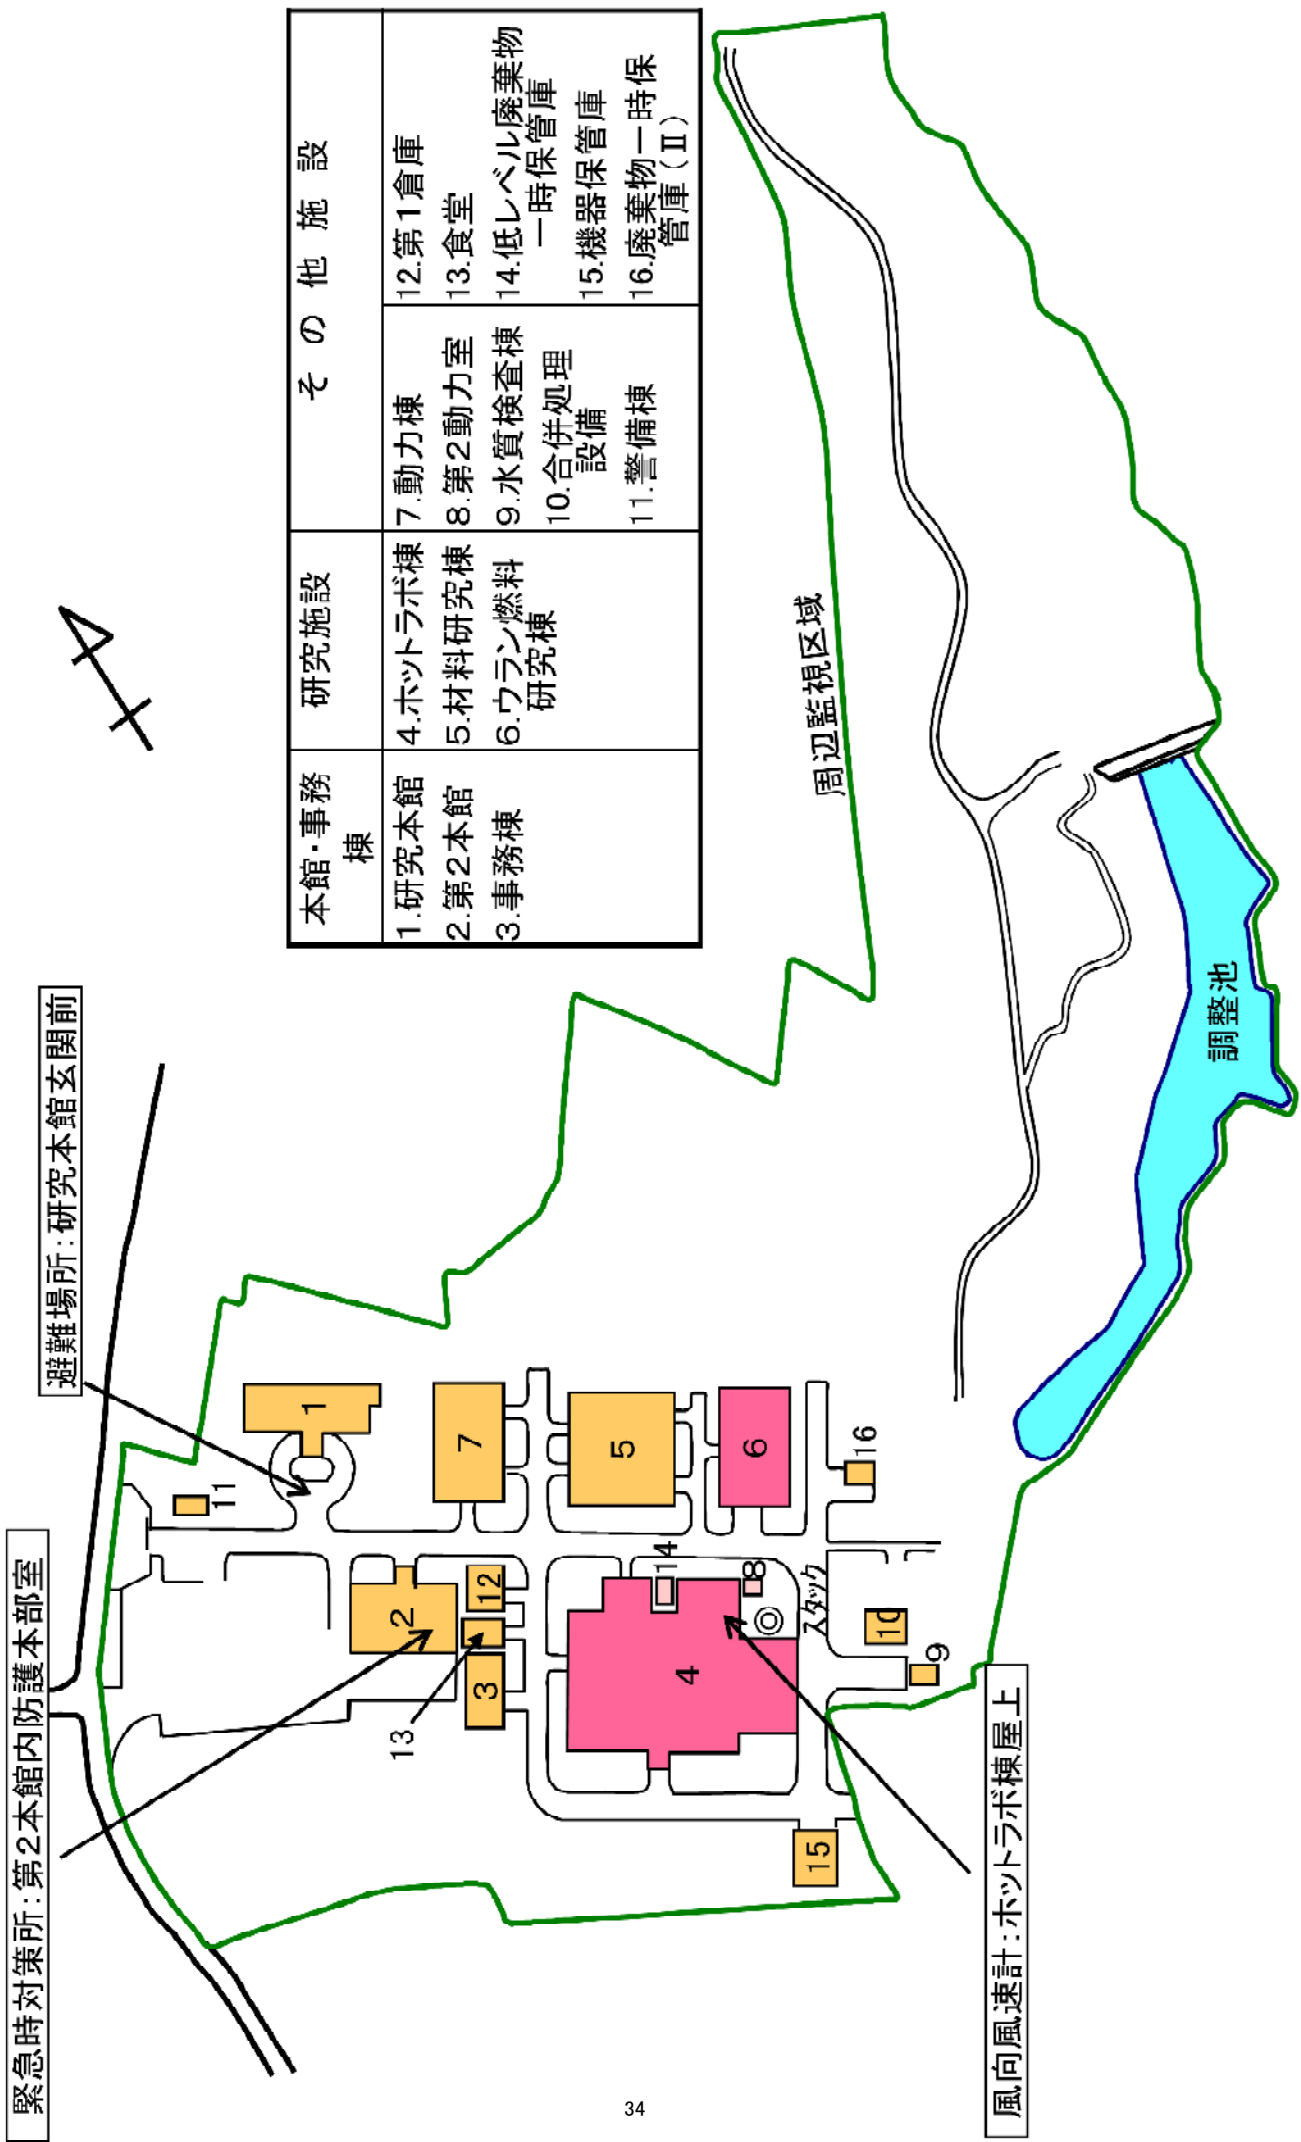 緊急時対策所：第２本館内防護本部室
避難場所：研究本館玄関前
本館・事務
棟
研究施設
そ の 他 施 設
1.研究本館
2.第２本館
3.事務棟
4.ホットラボ棟
5.材料研究棟
6.ウラン燃料
研究棟
7.動力棟
8.第２動力室
9.水質検査棟
10.合併処理
設備
11.警備棟
12.第１倉庫
13.食堂
14.低レベル廃棄物
一時保管庫
15.機器保管庫
16.廃棄物一時保
管庫（Ⅱ）
周辺監視区域
調整池
1
11
7
5
6
16
2
12
13
3
14
8
4
スタック
10
9
15
風向風速計：ホットラボ棟屋上
34